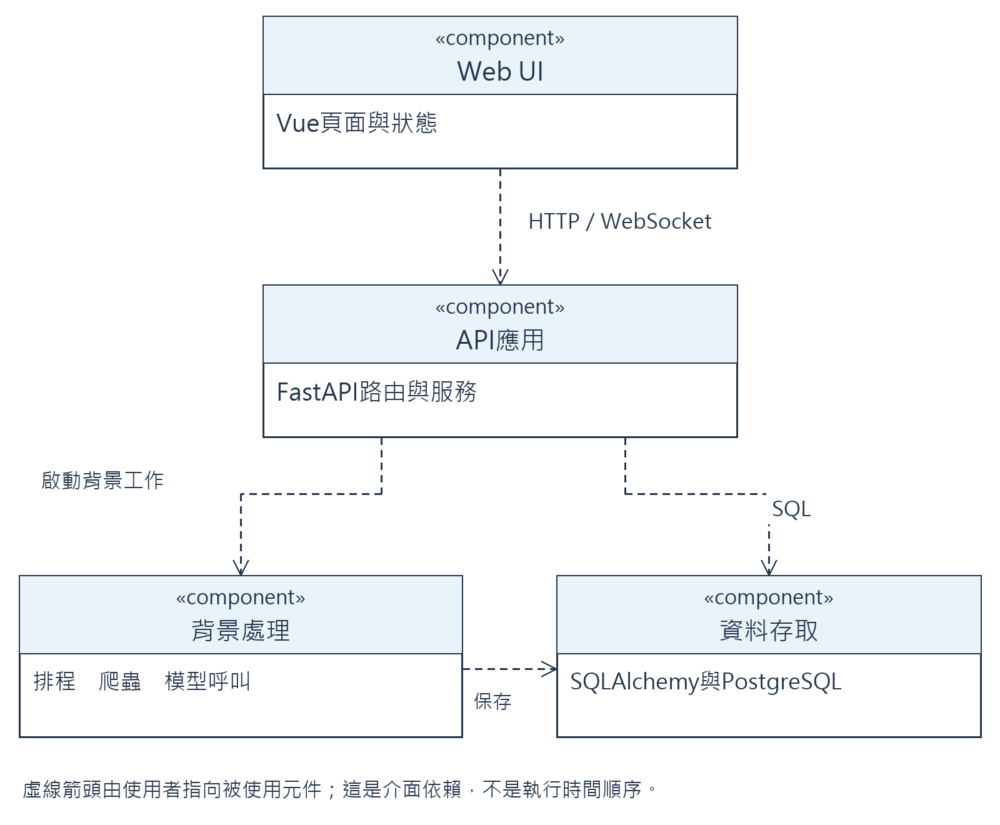 «component»
Web UI
Vue頁面與狀態
HTTP / WebSocket
«component»
API應用
FastAPI路由與服務
啟動背景工作
SQL
«component»
背景處理
排程　爬蟲　模型呼叫
保存
«component»
資料存取
SQLAlchemy與PostgreSQL
虛線箭頭由使用者指向被使用元件；這是介面依賴，不是執行時間順序。